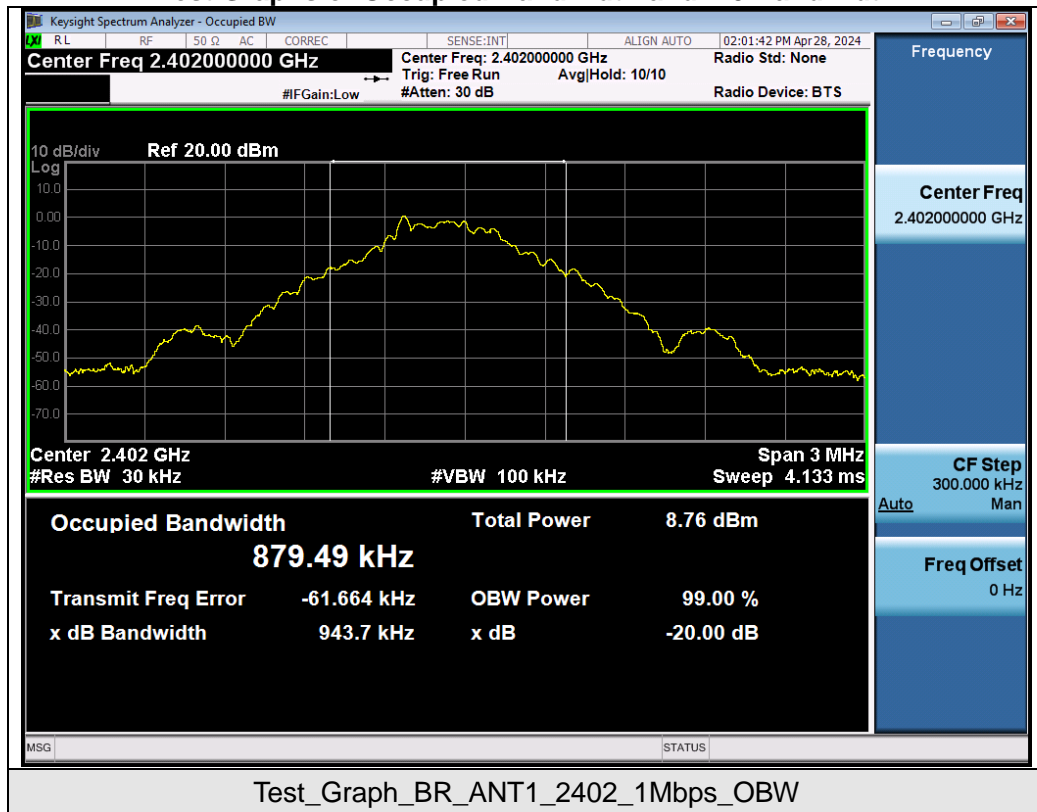 Keysight Spectrum Analyzer - Occupied BW
LXI RL RF 50 Ω AC CORREC SENSE:INT ALIGN AUTO 02:01:42 PM Apr 28, 2024
Center Freq 2.402000000 GHz
Center Freq: 2.402000000 GHz
Radio Std: None
Trig: Free Run Avg|Hold: 10/10
#IFGain:Low
#Atten: 30 dB
Radio Device: BTS
Frequency
10 dB/div Ref 20.00 dBm
Log
10.0
0.00
-10.0
-20.0
-30.0
-40.0
-50.0
-60.0
-70.0
Center 2.402 GHz Span 3 MHz
#Res BW 30 kHz #VBW 100 kHz Sweep 4.133 ms
Center Freq
2.402000000 GHz
CF Step
300.000 kHz
Auto Man
Freq Offset
0 Hz
Occupied Bandwidth Total Power 8.76 dBm
879.49 kHz
Transmit Freq Error -61.664 kHz OBW Power 99.00 %
x dB Bandwidth 943.7 kHz x dB -20.00 dB
MSG STATUS
Test_Graph_BR_ANT1_2402_1Mbps_OBW